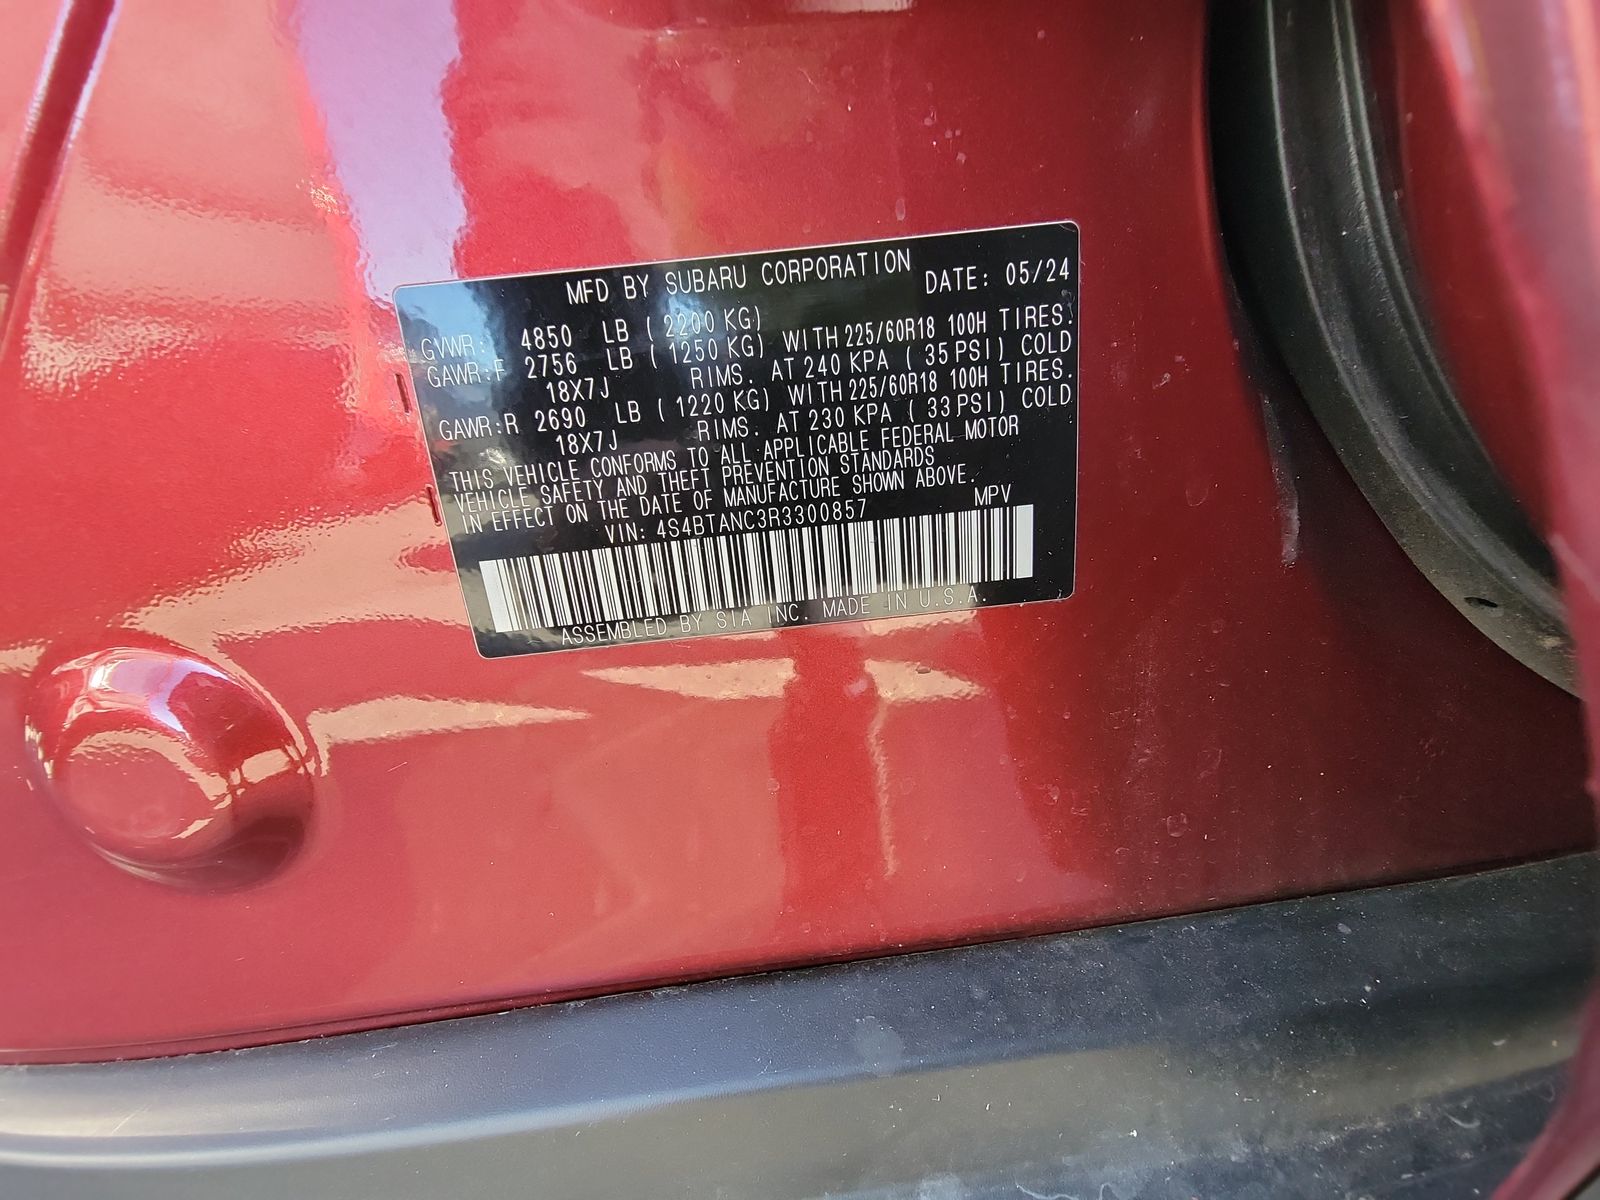 MFD BY SUBARU CORPORATION DATE: 05/24
GVWR: 4850 LB ( 2200 KG)
GAWR:F 2756 LB ( 1250 KG) WITH 225/60R18 100H TIRES.
18X7J RIMS. AT 240 KPA ( 35 PSI) COLD
GAWR:R 2690 LB ( 1220 KG) WITH 225/60R18 100H TIRES.
18X7J RIMS. AT 230 KPA ( 33 PSI) COLD
THIS VEHICLE CONFORMS TO ALL APPLICABLE FEDERAL MOTOR
VEHICLE SAFETY AND THEFT PREVENTION STANDARDS
IN EFFECT ON THE DATE OF MANUFACTURE SHOWN ABOVE.
VIN: 4S4BTANC3R3300857 MPV
ASSEMBLED BY SIA INC. MADE IN U.S.A.